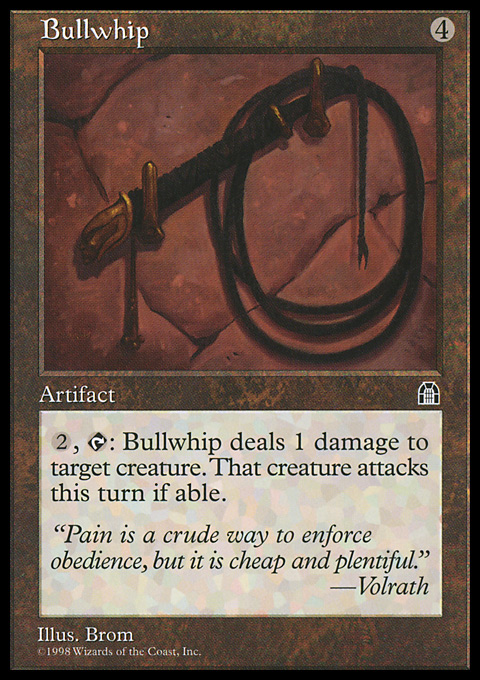 Bullwhip 4
Artifact
2, : Bullwhip deals 1 damage to
target creature. That creature attacks
this turn if able.
“Pain is a crude way to enforce
obedience, but it is cheap and plentiful.”
—Volrath
Illus. Brom
©1998 Wizards of the Coast, Inc.